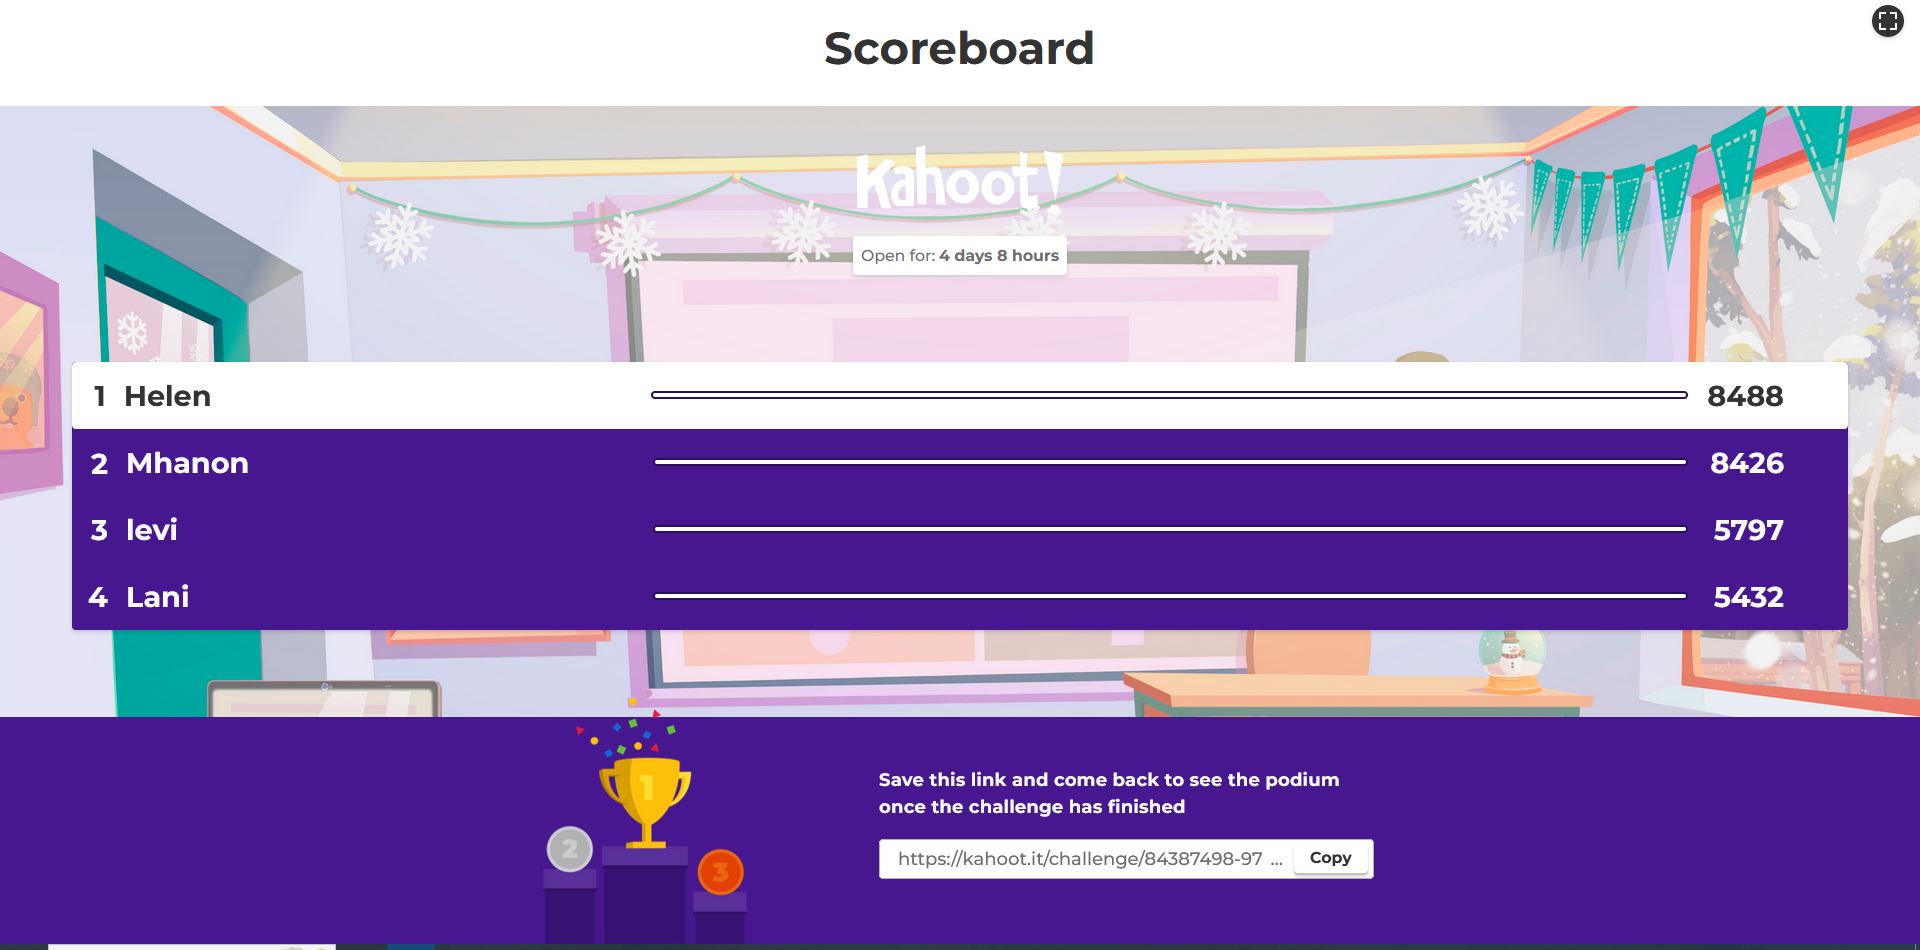 Scoreboard
Kahoot!
Open for: 4 days 8 hours
1 Helen 8488
2 Mhanon 8426
3 levi 5797
4 Lani 5432
1
2
3
Save this link and come back to see the podium
once the challenge has finished
https://kahoot.it/challenge/84387498-97 ... Copy